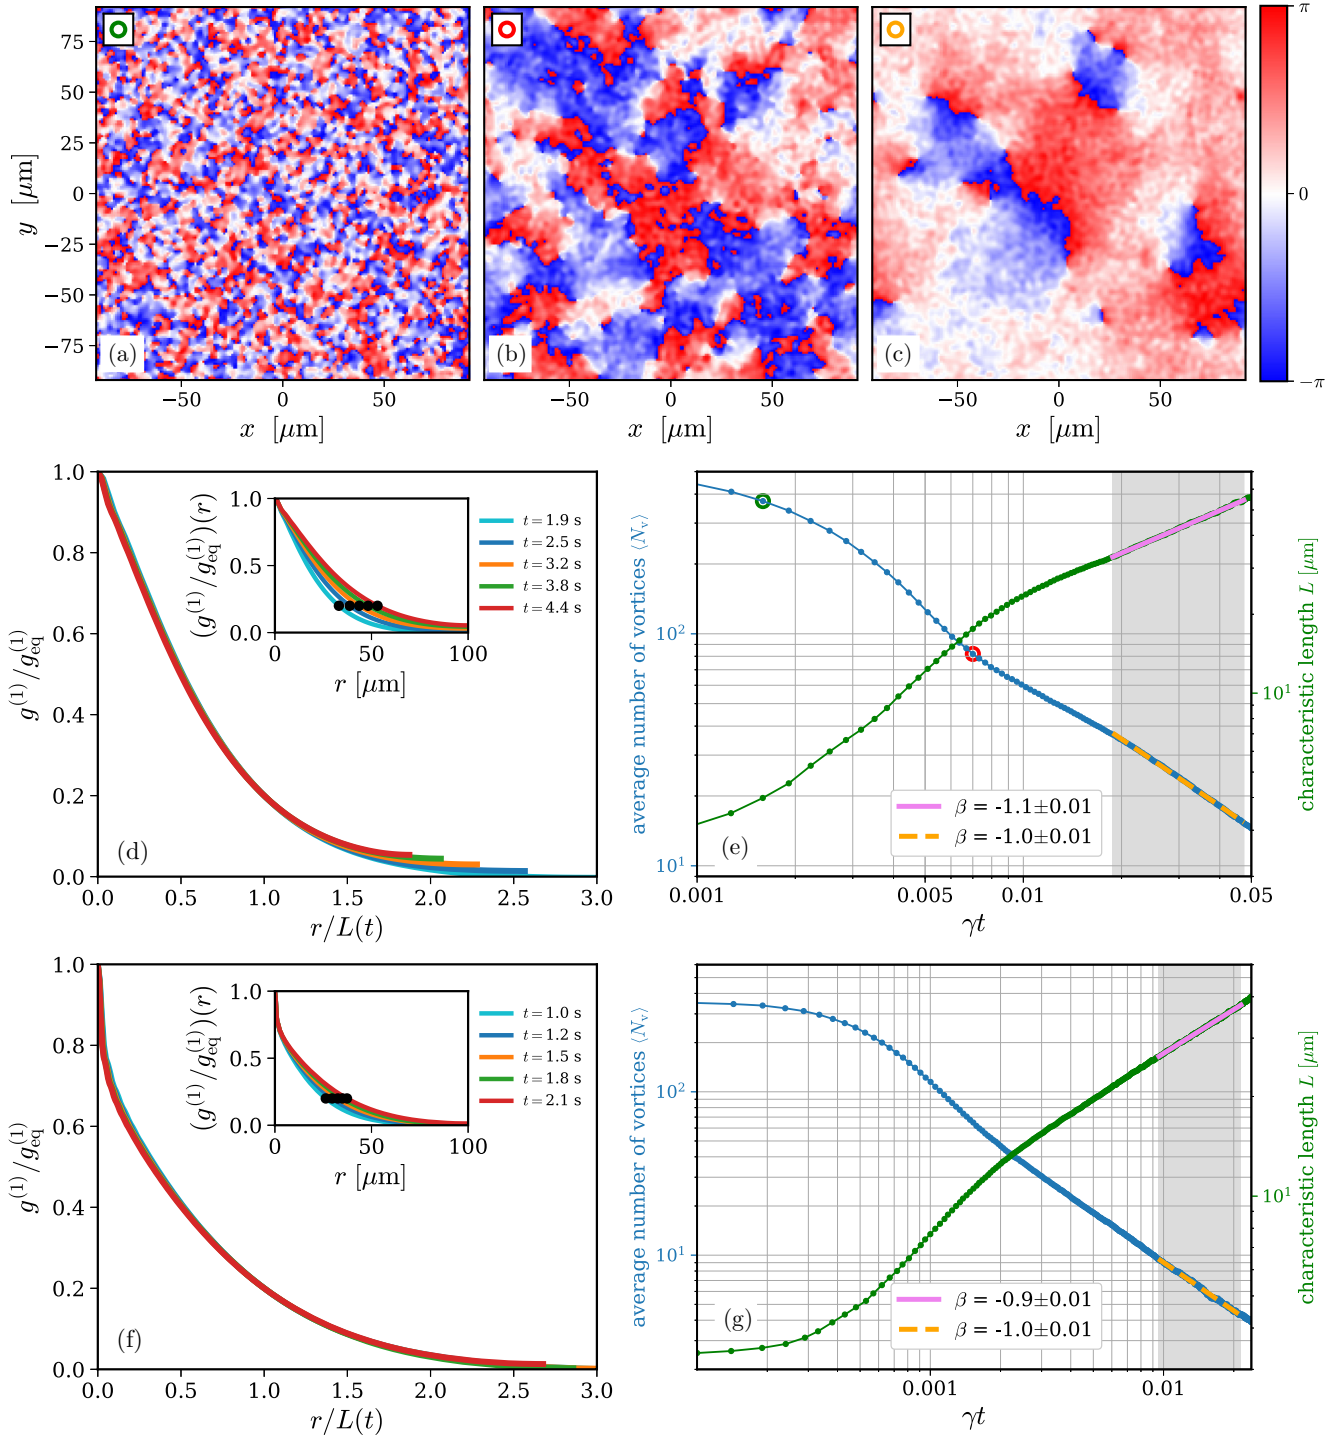 75
50
25
0
−25
−50
−75
y [μm]
(a)
(b)
(c)
π
0
−π
−50 0 50
−50 0 50
−50 0 50
x [μm]
x [μm]
x [μm]
1.0
0.8
0.6
0.4
0.2
0.0
g⁽¹⁾/g_eq⁽¹⁾
1.0
0.5
0.0
(g⁽¹⁾/g_eq⁽¹⁾)(r)
0 50 100
r [μm]
t = 1.9 s
t = 2.5 s
t = 3.2 s
t = 3.8 s
t = 4.4 s
(d)
0.0 0.5 1.0 1.5 2.0 2.5 3.0
r/L(t)
average number of vortices ⟨N_v⟩
10²
10¹
β = -1.1±0.01
β = -1.0±0.01
(e)
10¹
characteristic length L [μm]
0.001 0.005 0.01 0.05
γt
1.0
0.8
0.6
0.4
0.2
0.0
g⁽¹⁾/g_eq⁽¹⁾
1.0
0.5
0.0
(g⁽¹⁾/g_eq⁽¹⁾)(r)
0 50 100
r [μm]
t = 1.0 s
t = 1.2 s
t = 1.5 s
t = 1.8 s
t = 2.1 s
(f)
0.0 0.5 1.0 1.5 2.0 2.5 3.0
r/L(t)
average number of vortices ⟨N_v⟩
10²
10¹
β = -0.9±0.01
β = -1.0±0.01
(g)
10¹
characteristic length L [μm]
0.001 0.01
γt